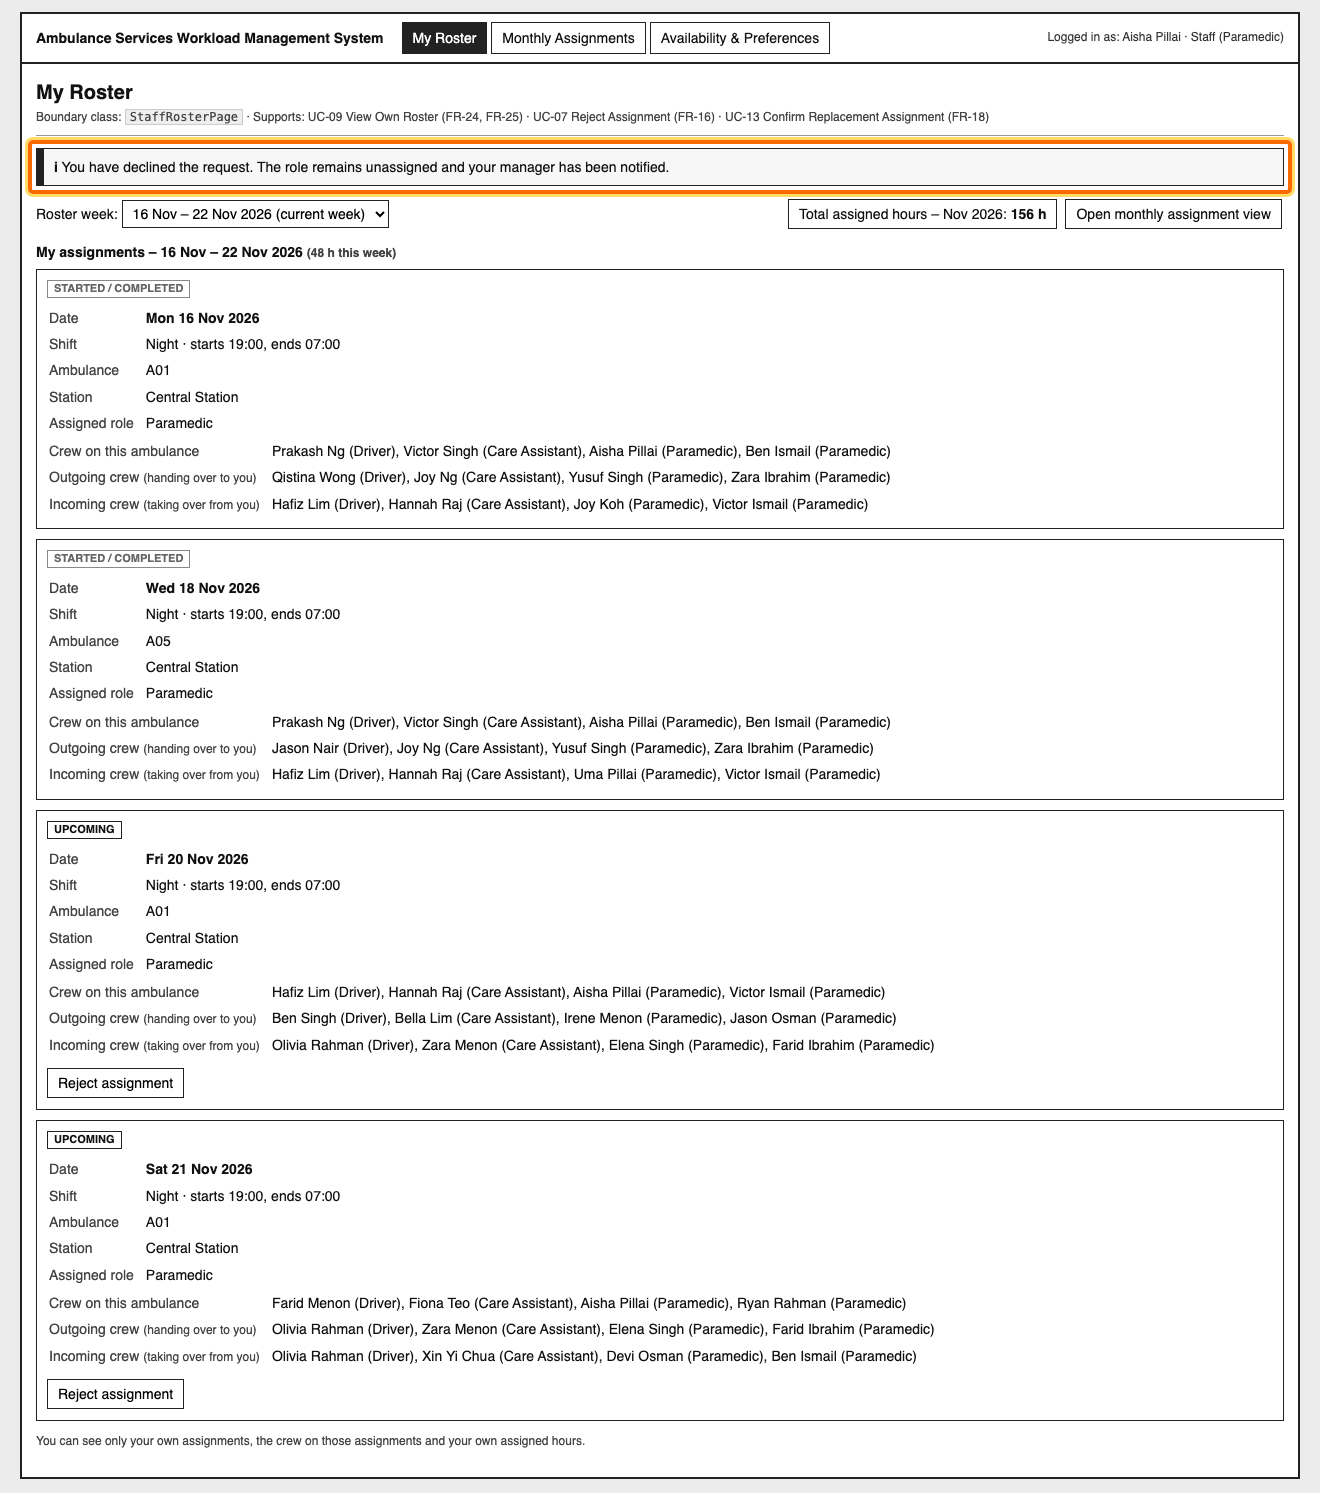 Ambulance Services Workload Management System My Roster Monthly Assignments Availability & Preferences Logged in as: Aisha Pillai · Staff (Paramedic)
My Roster
Boundary class: StaffRosterPage · Supports: UC-09 View Own Roster (FR-24, FR-25) · UC-07 Reject Assignment (FR-16) · UC-13 Confirm Replacement Assignment (FR-18)
i You have declined the request. The role remains unassigned and your manager has been notified.
Roster week: 16 Nov – 22 Nov 2026 (current week) Total assigned hours – Nov 2026: 156 h Open monthly assignment view
My assignments – 16 Nov – 22 Nov 2026 (48 h this week)
STARTED / COMPLETED
Date Mon 16 Nov 2026
Shift Night · starts 19:00, ends 07:00
Ambulance A01
Station Central Station
Assigned role Paramedic
Crew on this ambulance Prakash Ng (Driver), Victor Singh (Care Assistant), Aisha Pillai (Paramedic), Ben Ismail (Paramedic)
Outgoing crew (handing over to you) Qistina Wong (Driver), Joy Ng (Care Assistant), Yusuf Singh (Paramedic), Zara Ibrahim (Paramedic)
Incoming crew (taking over from you) Hafiz Lim (Driver), Hannah Raj (Care Assistant), Joy Koh (Paramedic), Victor Ismail (Paramedic)
STARTED / COMPLETED
Date Wed 18 Nov 2026
Shift Night · starts 19:00, ends 07:00
Ambulance A05
Station Central Station
Assigned role Paramedic
Crew on this ambulance Prakash Ng (Driver), Victor Singh (Care Assistant), Aisha Pillai (Paramedic), Ben Ismail (Paramedic)
Outgoing crew (handing over to you) Jason Nair (Driver), Joy Ng (Care Assistant), Yusuf Singh (Paramedic), Zara Ibrahim (Paramedic)
Incoming crew (taking over from you) Hafiz Lim (Driver), Hannah Raj (Care Assistant), Uma Pillai (Paramedic), Victor Ismail (Paramedic)
UPCOMING
Date Fri 20 Nov 2026
Shift Night · starts 19:00, ends 07:00
Ambulance A01
Station Central Station
Assigned role Paramedic
Crew on this ambulance Hafiz Lim (Driver), Hannah Raj (Care Assistant), Aisha Pillai (Paramedic), Victor Ismail (Paramedic)
Outgoing crew (handing over to you) Ben Singh (Driver), Bella Lim (Care Assistant), Irene Menon (Paramedic), Jason Osman (Paramedic)
Incoming crew (taking over from you) Olivia Rahman (Driver), Zara Menon (Care Assistant), Elena Singh (Paramedic), Farid Ibrahim (Paramedic)
Reject assignment
UPCOMING
Date Sat 21 Nov 2026
Shift Night · starts 19:00, ends 07:00
Ambulance A01
Station Central Station
Assigned role Paramedic
Crew on this ambulance Farid Menon (Driver), Fiona Teo (Care Assistant), Aisha Pillai (Paramedic), Ryan Rahman (Paramedic)
Outgoing crew (handing over to you) Olivia Rahman (Driver), Zara Menon (Care Assistant), Elena Singh (Paramedic), Farid Ibrahim (Paramedic)
Incoming crew (taking over from you) Olivia Rahman (Driver), Xin Yi Chua (Care Assistant), Devi Osman (Paramedic), Ben Ismail (Paramedic)
Reject assignment
You can see only your own assignments, the crew on those assignments and your own assigned hours.